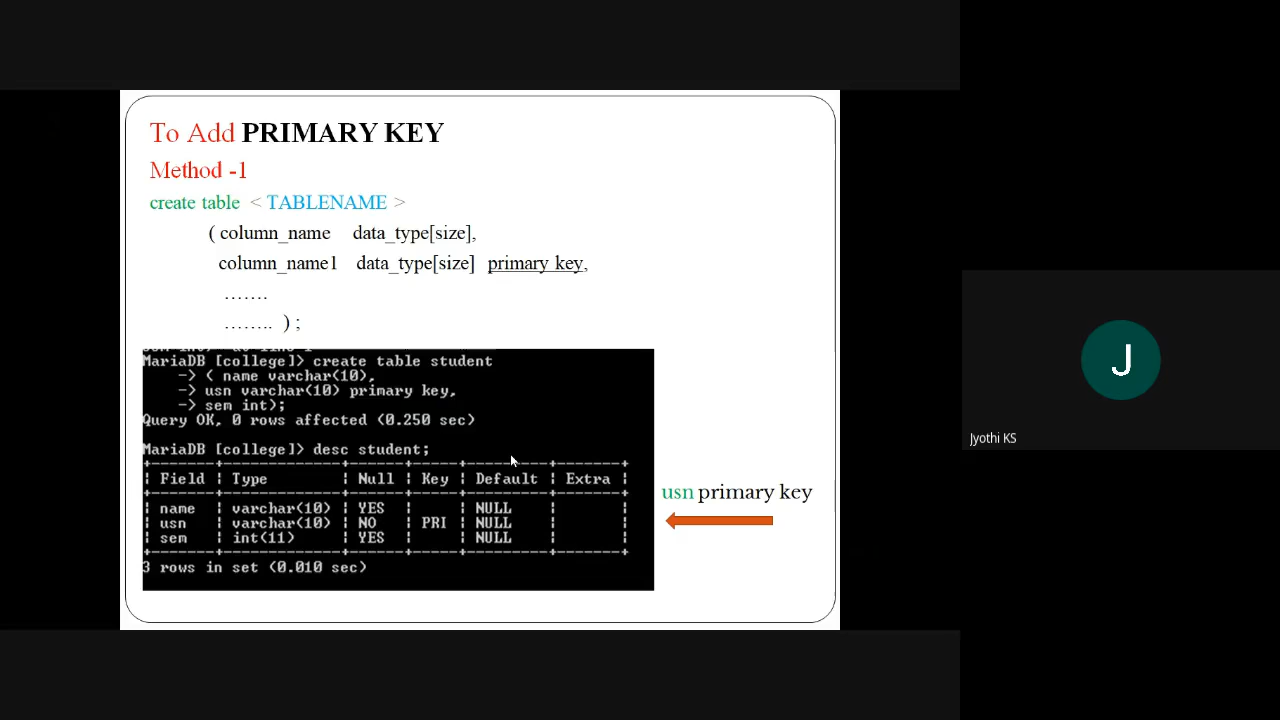 To Add PRIMARY KEY
Method -1
create table < TABLENAME >
( column_name data_type[size],
column_name1 data_type[size] primary key,
…….
…….. ) ;
MariaDB [college]> create table student
-> ( name varchar(10),
-> usn varchar(10) primary key,
-> sem int);
Query OK, 0 rows affected (0.250 sec)
MariaDB [college]> desc student;
+-------+-------------+------+-----+---------+-------+
| Field | Type | Null | Key | Default | Extra |
+-------+-------------+------+-----+---------+-------+
| name | varchar(10) | YES | | NULL | |
| usn | varchar(10) | NO | PRI | NULL | |
| sem | int(11) | YES | | NULL | |
+-------+-------------+------+-----+---------+-------+
3 rows in set (0.010 sec)
usn primary key
J
Jyothi KS